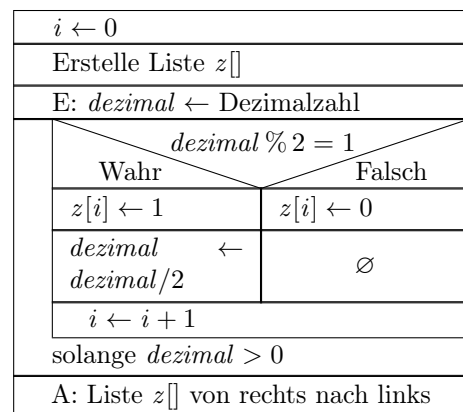 i ← 0
Erstelle Liste z[]
E: dezimal ← Dezimalzahl
dezimal % 2 = 1
Wahr Falsch
z[i] ← 1 z[i] ← 0
dezimal ←
dezimal/2 ∅
i ← i + 1
solange dezimal > 0
A: Liste z[] von rechts nach links